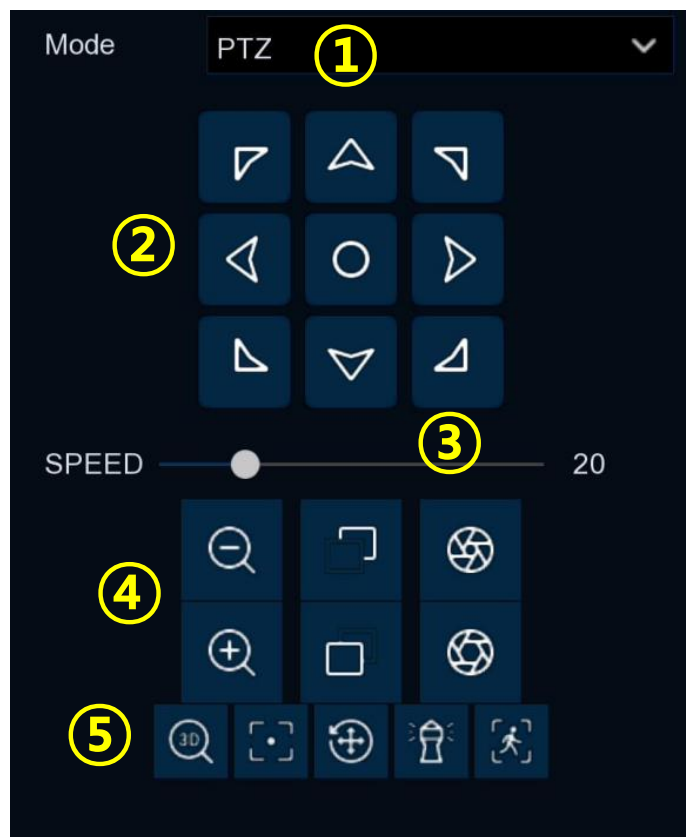 Mode PTZ ①
②
③
SPEED 20
④
⑤ 3D